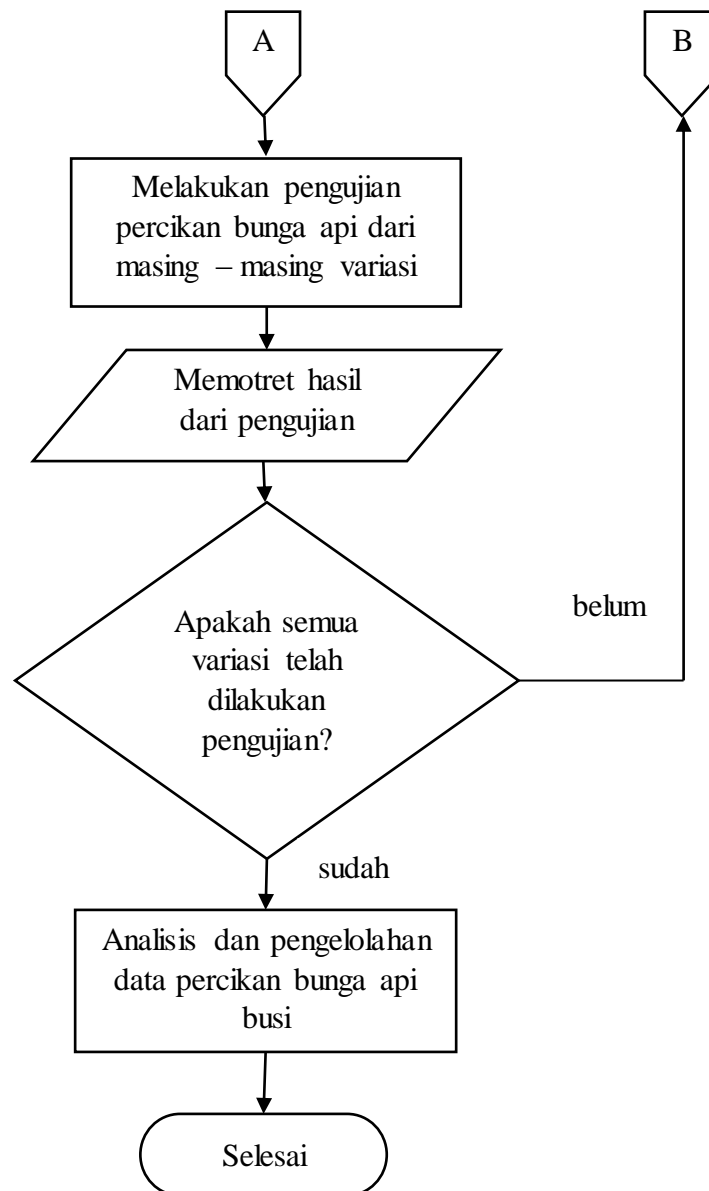 A
B
Melakukan pengujian
percikan bunga api dari
masing – masing variasi
Memotret hasil
dari pengujian
Apakah semua
variasi telah
dilakukan
pengujian?
belum
sudah
Analisis dan pengelolahan
data percikan bunga api
busi
Selesai